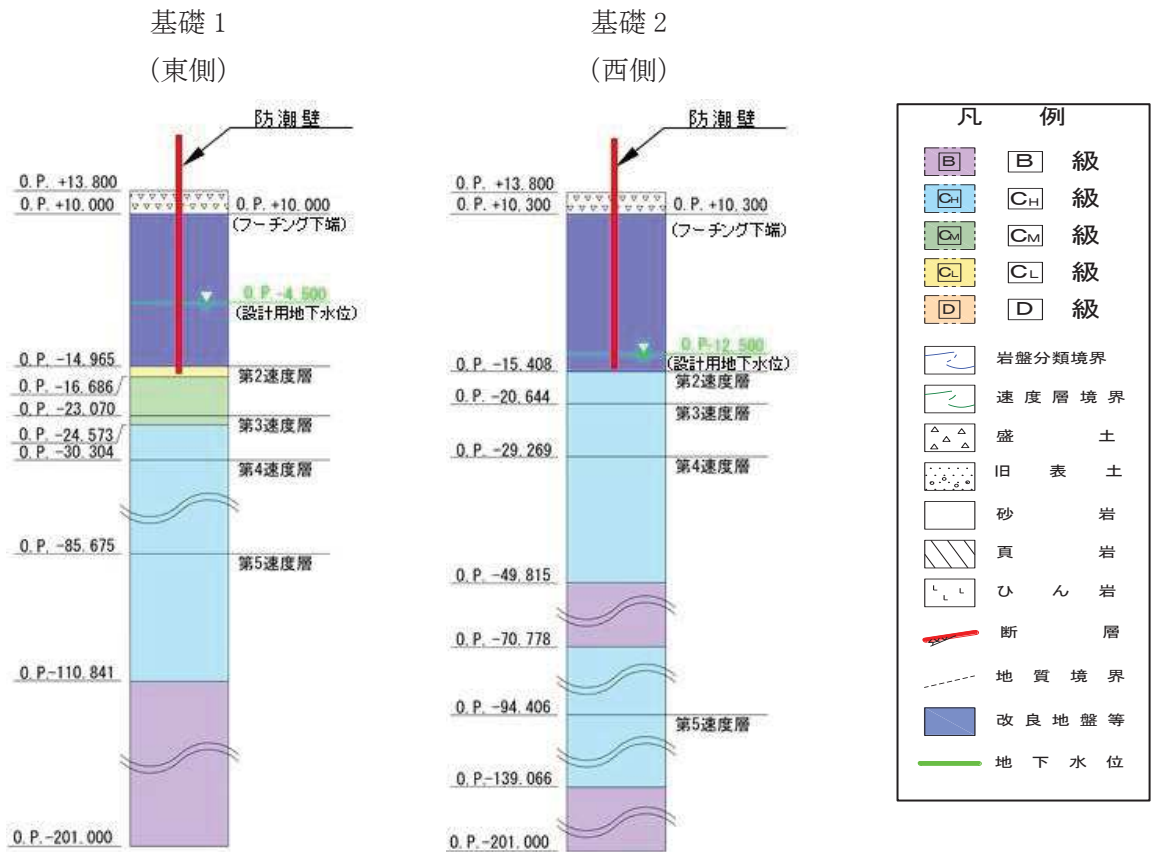 基礎 1
(東側)
防潮壁
O.P. +13.800
O.P. +10.000
O.P. +10.000
(フーチング下端)
O.P.-4.500
(設計用地下水位)
O.P. -14.965
第2速度層
O.P. -16.686
O.P. -23.070
第3速度層
O.P. -24.573
O.P. -30.304
第4速度層
O.P. -85.675
第5速度層
O.P.-110.841
O.P.-201.000
基礎 2
(西側)
防潮壁
O.P. +13.800
O.P. +10.300
O.P. +10.300
(フーチング下端)
O.P-12.500
(設計用地下水位)
O.P. -15.408
第2速度層
O.P. -20.644
第3速度層
O.P. -29.269
第4速度層
O.P. -49.815
O.P. -70.778
O.P. -94.406
第5速度層
O.P.-139.066
O.P.-201.000
凡 例
B B 級
CH CH 級
CM CM 級
CL CL 級
D D 級
岩盤分類境界
速度層境界
盛土
旧表土
砂岩
頁岩
ひん岩
断層
地質境界
改良地盤等
地下水位